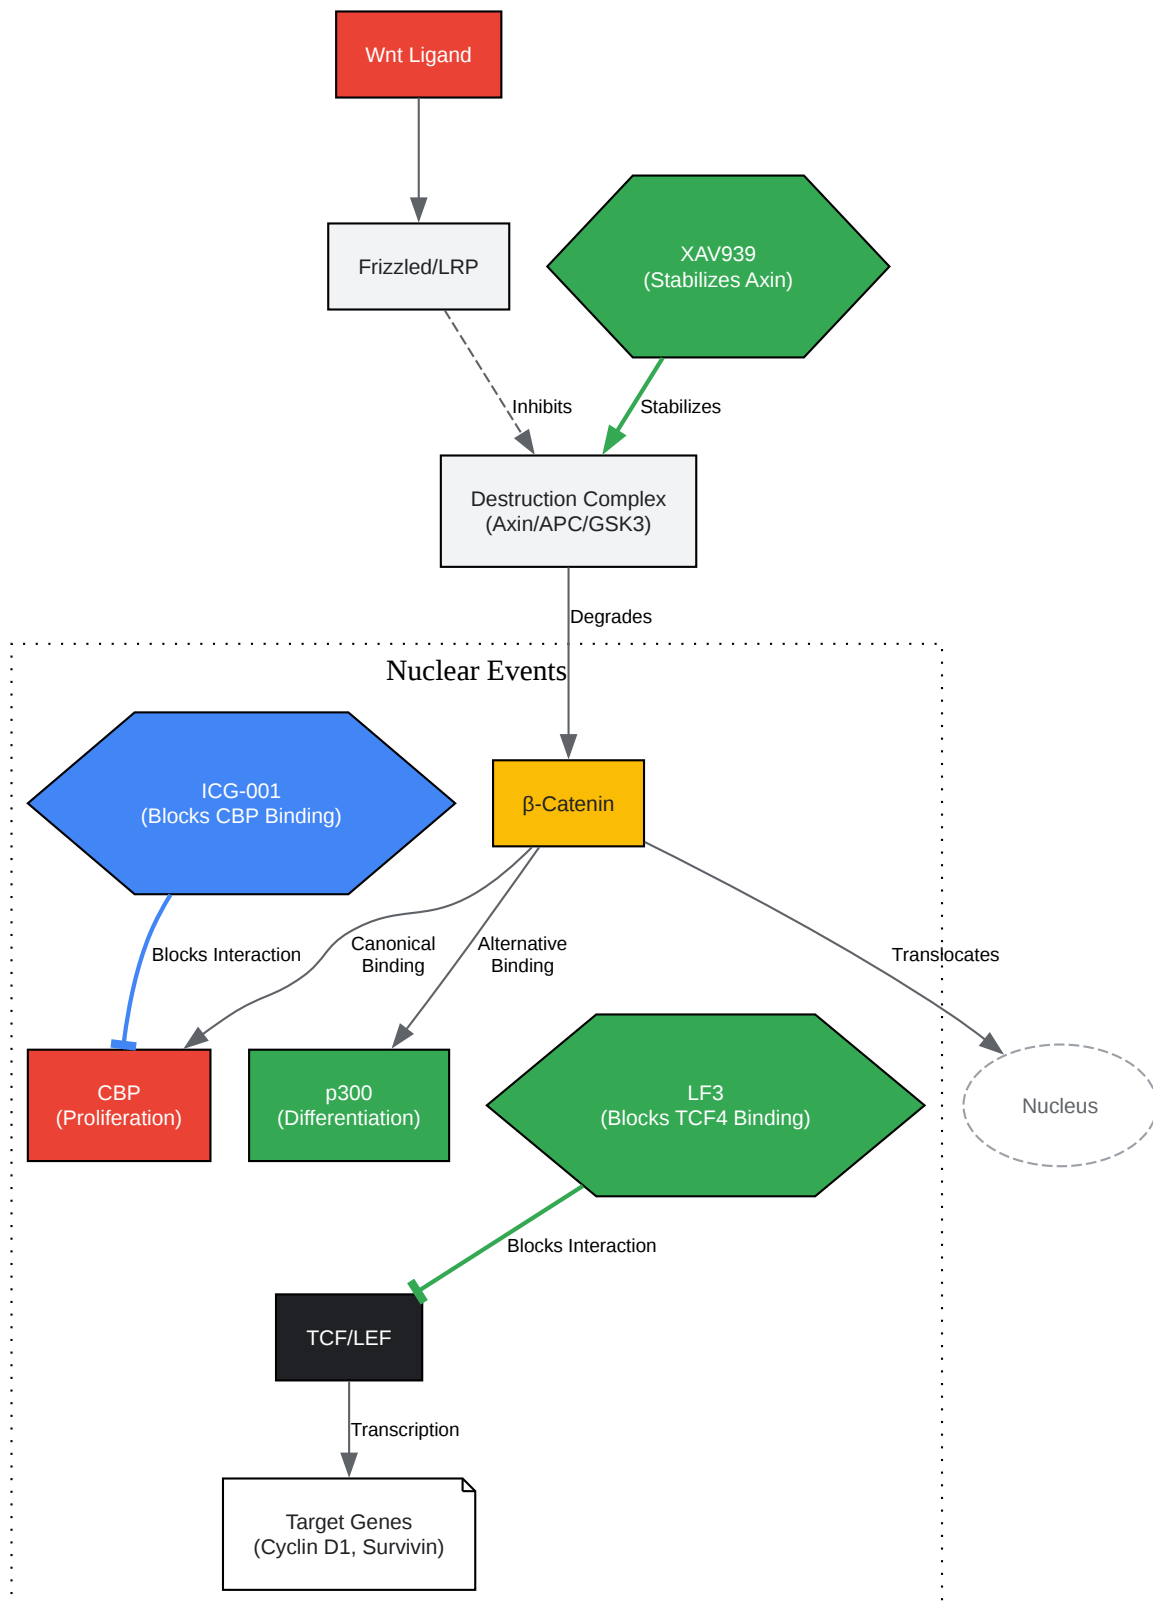 Wnt Ligand
Frizzled/LRP
XAV939
(Stabilizes Axin)
Inhibits
Stabilizes
Destruction Complex
(Axin/APC/GSK3)
Degrades
Nuclear Events
ICG-001
(Blocks CBP Binding)
β-Catenin
Blocks Interaction
Canonical
Binding
Alternative
Binding
Translocates
CBP
(Proliferation)
p300
(Differentiation)
LF3
(Blocks TCF4 Binding)
Nucleus
Blocks Interaction
TCF/LEF
Transcription
Target Genes
(Cyclin D1, Survivin)